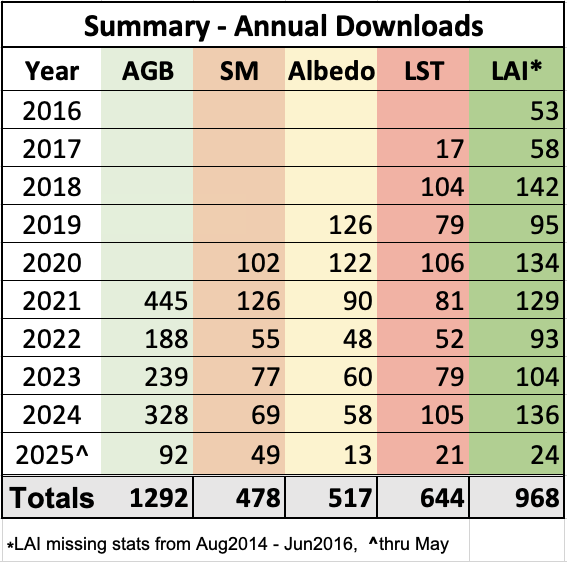 Summary - Annual Downloads
Year AGB SM Albedo LST LAI*
2016 53
2017 17 58
2018 104 142
2019 126 79 95
2020 102 122 106 134
2021 445 126 90 81 129
2022 188 55 48 52 93
2023 239 77 60 79 104
2024 328 69 58 105 136
2025^ 92 49 13 21 24
Totals 1292 478 517 644 968
*LAI missing stats from Aug2014 - Jun2016, ^thru May